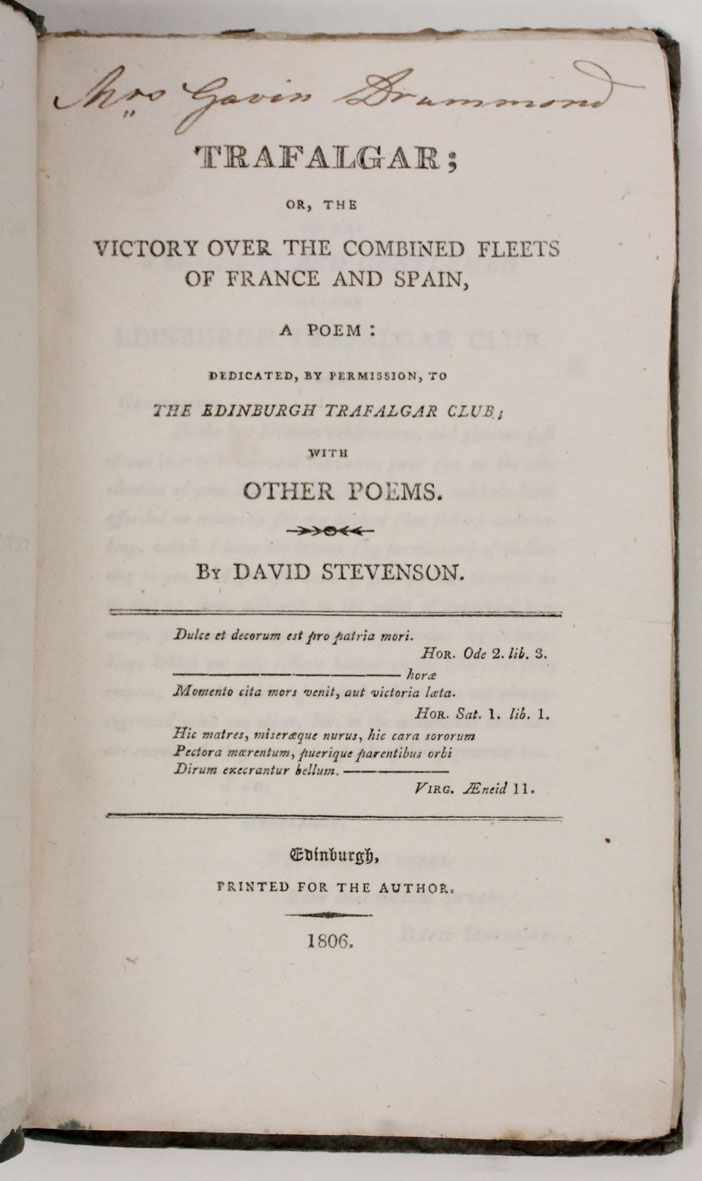 Mrs Gavin Drummond
TRAFALGAR;
OR, THE
VICTORY OVER THE COMBINED FLEETS
OF FRANCE AND SPAIN,
A POEM:
DEDICATED, BY PERMISSION, TO
THE EDINBURGH TRAFALGAR CLUB;
WITH
OTHER POEMS.
BY DAVID STEVENSON.
Dulce et decorum est pro patria mori.
HOR. Ode 2. lib. 3.
horæ
Momento cita mors venit, aut victoria læta.
HOR. Sat. 1. lib. 1.
Hic matres, miseræque nurus, hic cara sororum
Pectora mœrentum, puerique parentibus orbi
Dirum execrantur bellum.
VIRG. Æneid 11.
Edinburgh,
PRINTED FOR THE AUTHOR.
1806.